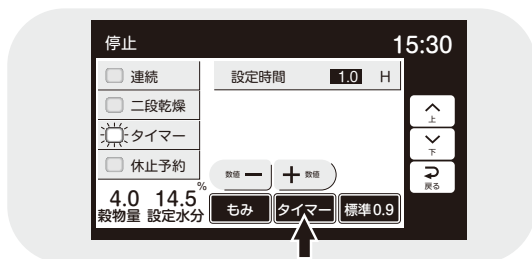 停止 15:30
連続
設定時間 1.0 H
二段乾燥
上
タイマー
下
休止予約
数値 ー ＋ 数値
戻る
4.0 14.5%
穀物量 設定水分
もみ タイマー 標準0.9